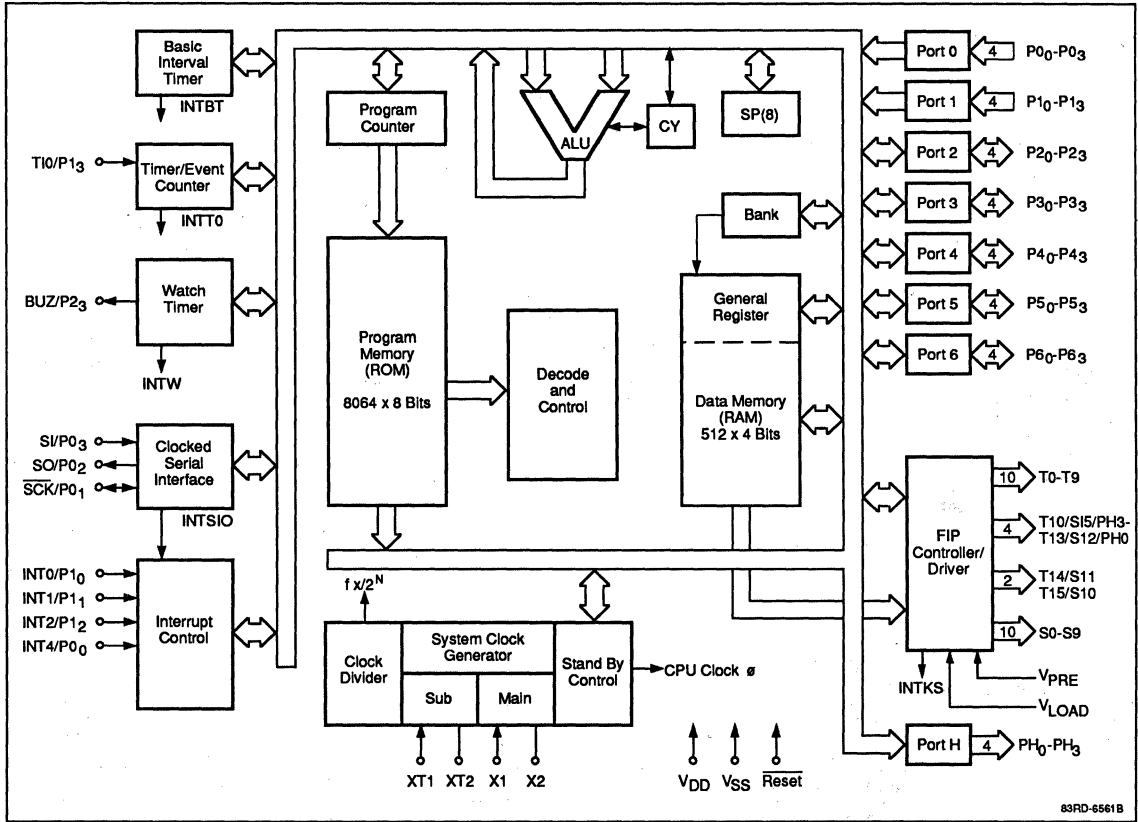 Basic
Interval
Timer
INTBT
TI0/P1₃
Timer/Event
Counter
INTT0
BUZ/P2₃
Watch
Timer
INTW
SI/P0₃
SO/P0₂
S̅C̅K̅/P0₁
Clocked
Serial
Interface
INTSIO
INT0/P1₀
INT1/P1₁
INT2/P1₂
INT4/P0₀
Interrupt
Control
Program
Counter
ALU
CY
SP(8)
Bank
Program
Memory
(ROM)
8064 x 8 Bits
Decode
and
Control
General
Register
Data Memory
(RAM)
512 x 4 Bits
f x/2ᴺ
Clock
Divider
System Clock
Generator
Sub
Main
Stand By
Control
CPU Clock ø
XT1
XT2
X1
X2
V_DD
V_SS
R̅e̅s̅e̅t̅
Port 0 4 P0₀-P0₃
Port 1 4 P1₀-P1₃
Port 2 4 P2₀-P2₃
Port 3 4 P3₀-P3₃
Port 4 4 P4₀-P4₃
Port 5 4 P5₀-P5₃
Port 6 4 P6₀-P6₃
FIP
Controller/
Driver
10 T0-T9
4 T10/SI5/PH3-
T13/S12/PH0
2 T14/S11
T15/S10
10 S0-S9
INTKS
V_PRE
V_LOAD
Port H 4 PH₀-PH₃
83RD-6561B